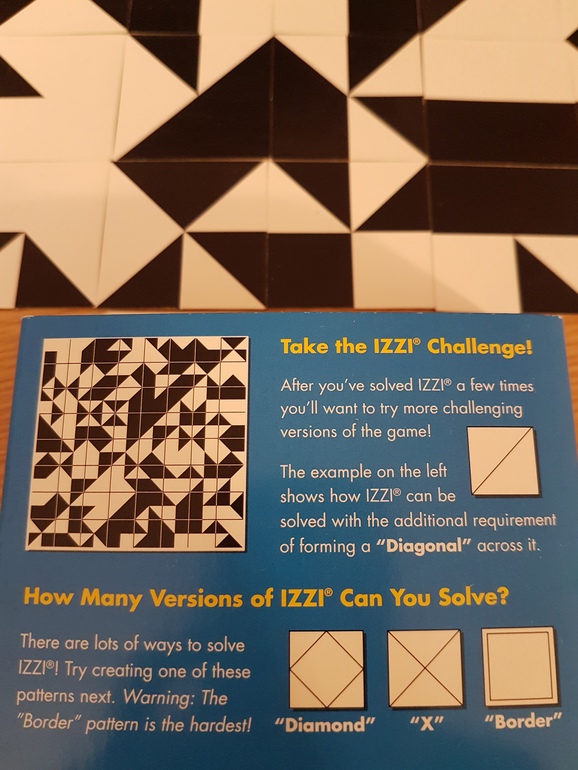 Take the IZZI® Challenge!
After you've solved IZZI® a few times
you'll want to try more challenging
versions of the game!
The example on the left
shows how IZZI® can be
solved with the additional requirement
of forming a “Diagonal” across it.
How Many Versions of IZZI® Can You Solve?
There are lots of ways to solve
IZZI®! Try creating one of these
patterns next. Warning: The
“Border” pattern is the hardest!
“Diamond” “X” “Border”